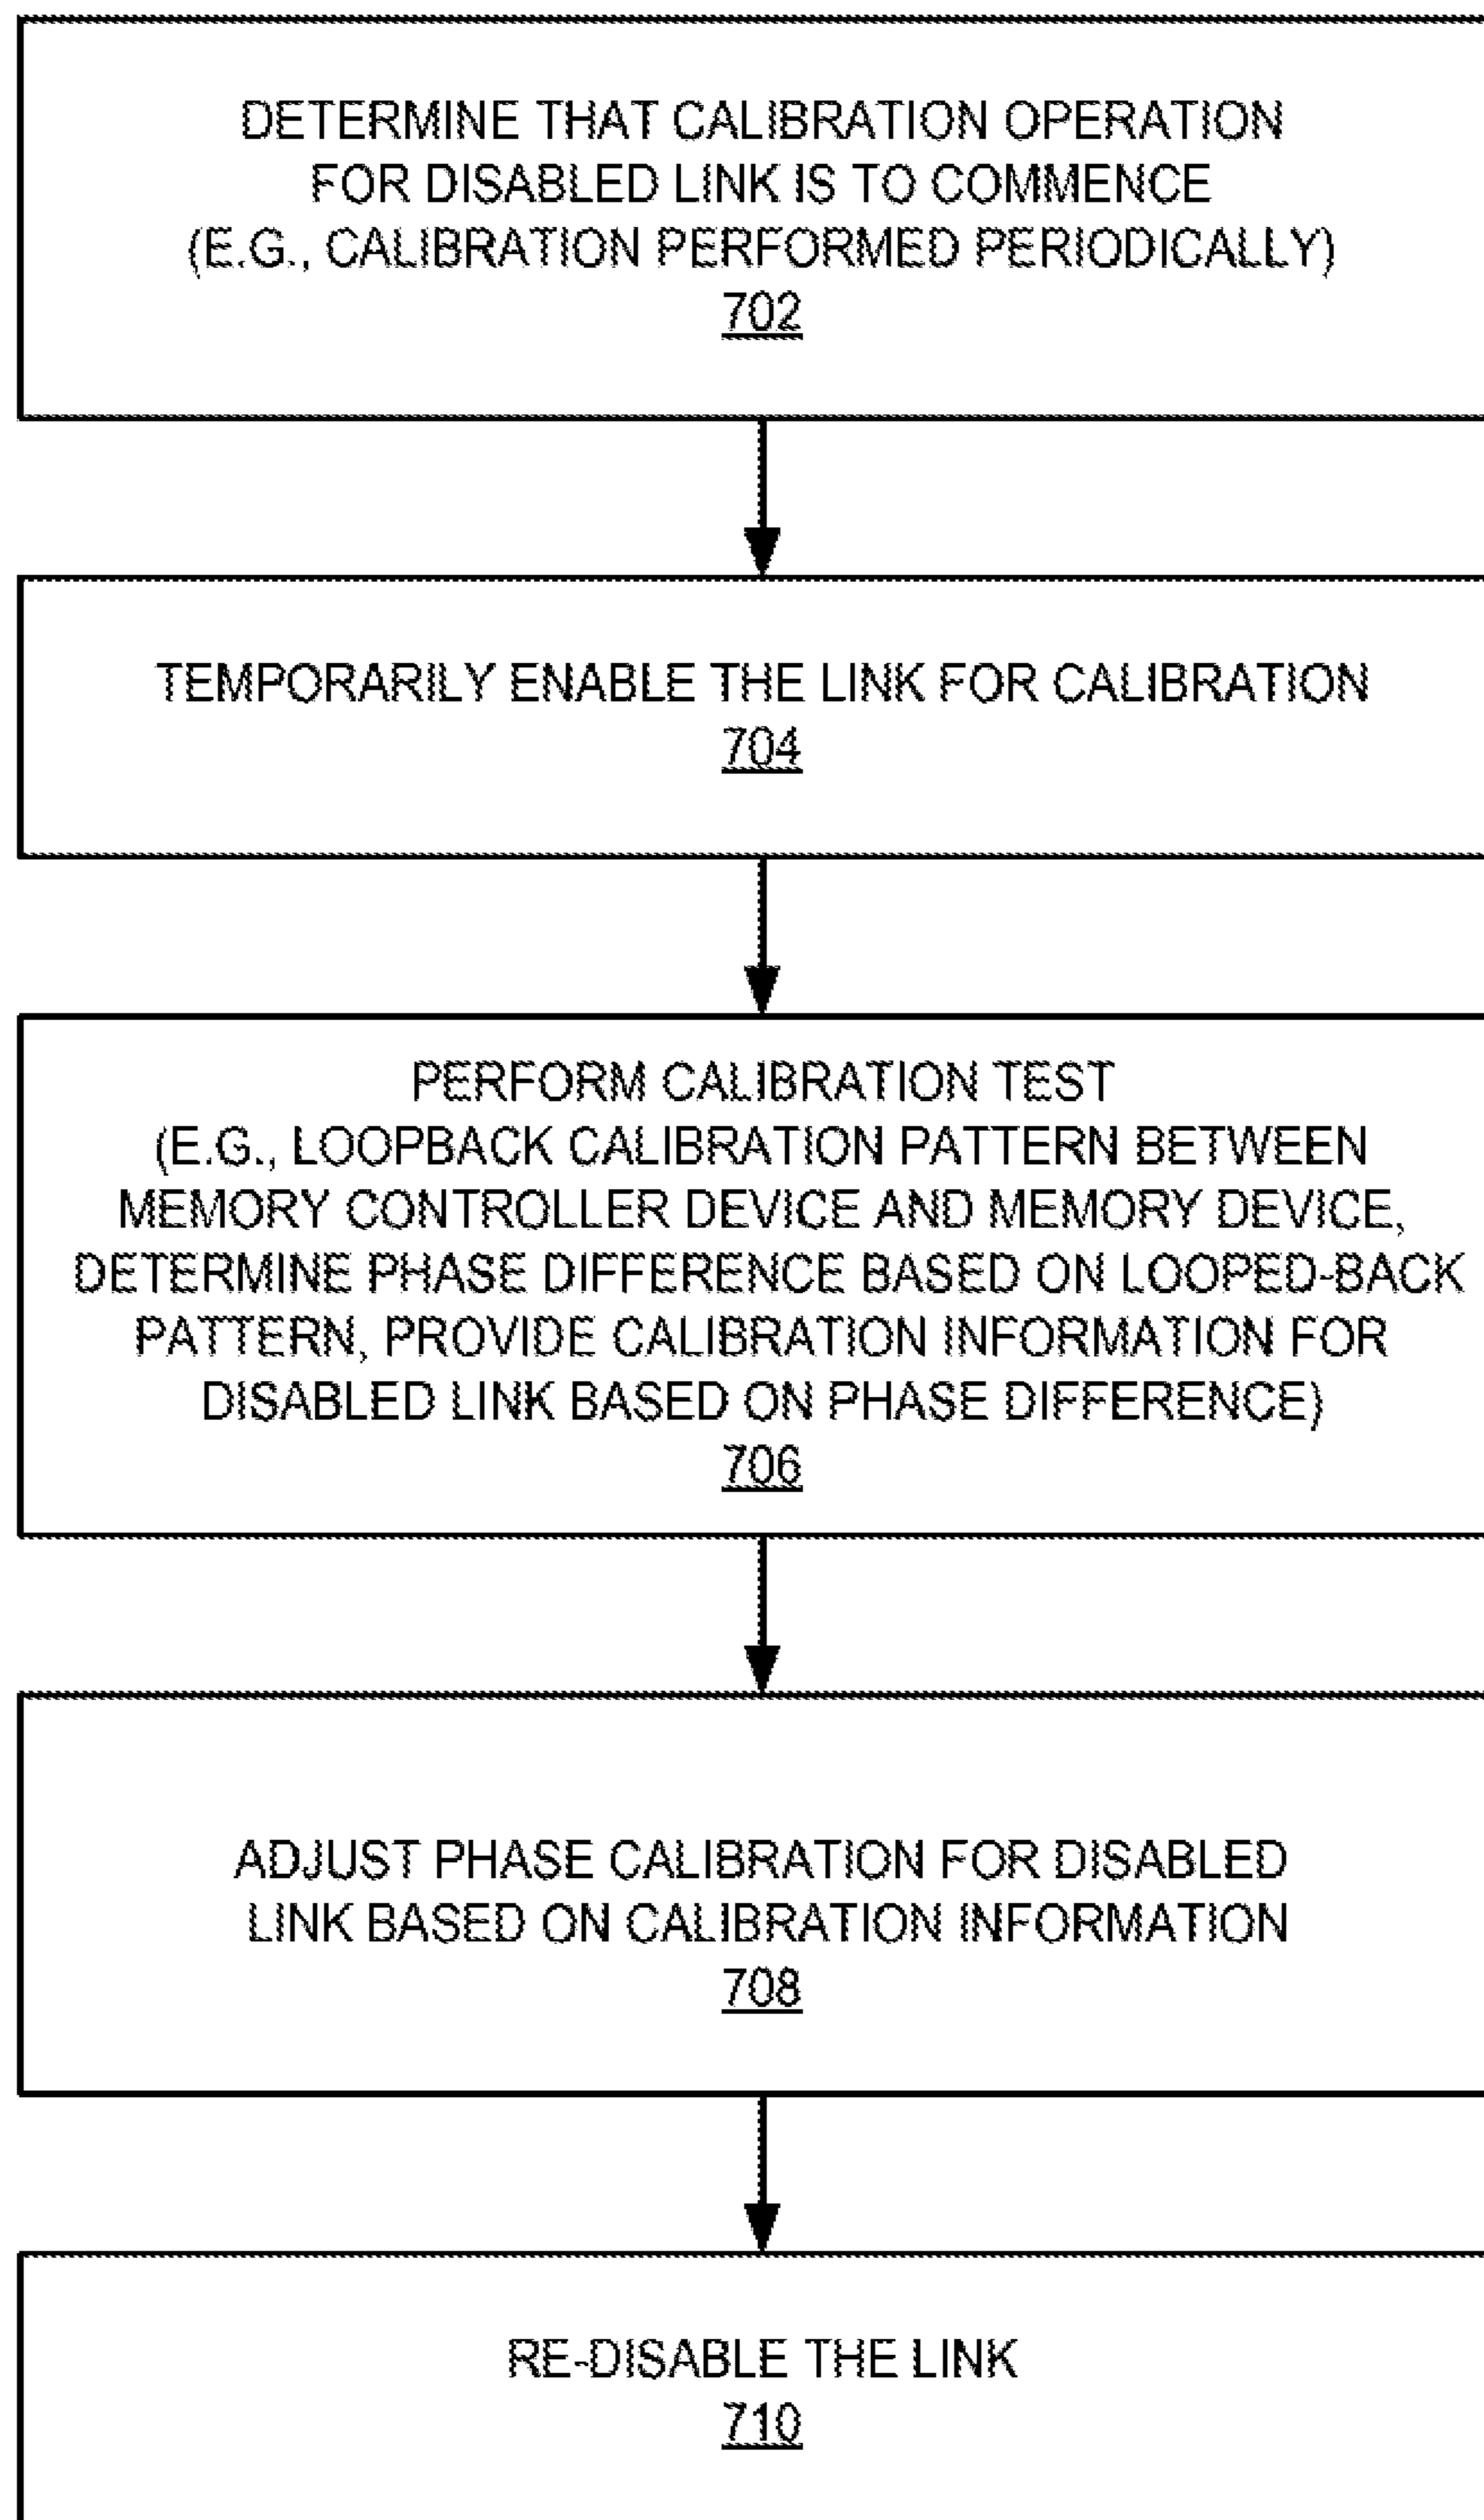 DETERMINE THAT CALIBRATION OPERATION
FOR DISABLED LINK IS TO COMMENCE
(E.G., CALIBRATION PERFORMED PERIODICALLY)
702
TEMPORARILY ENABLE THE LINK FOR CALIBRATION
704
PERFORM CALIBRATION TEST
(E.G., LOOPBACK CALIBRATION PATTERN BETWEEN
MEMORY CONTROLLER DEVICE AND MEMORY DEVICE,
DETERMINE PHASE DIFFERENCE BASED ON LOOPED-BACK
PATTERN, PROVIDE CALIBRATION INFORMATION FOR
DISABLED LINK BASED ON PHASE DIFFERENCE)
706
ADJUST PHASE CALIBRATION FOR DISABLED
LINK BASED ON CALIBRATION INFORMATION
708
RE-DISABLE THE LINK
710